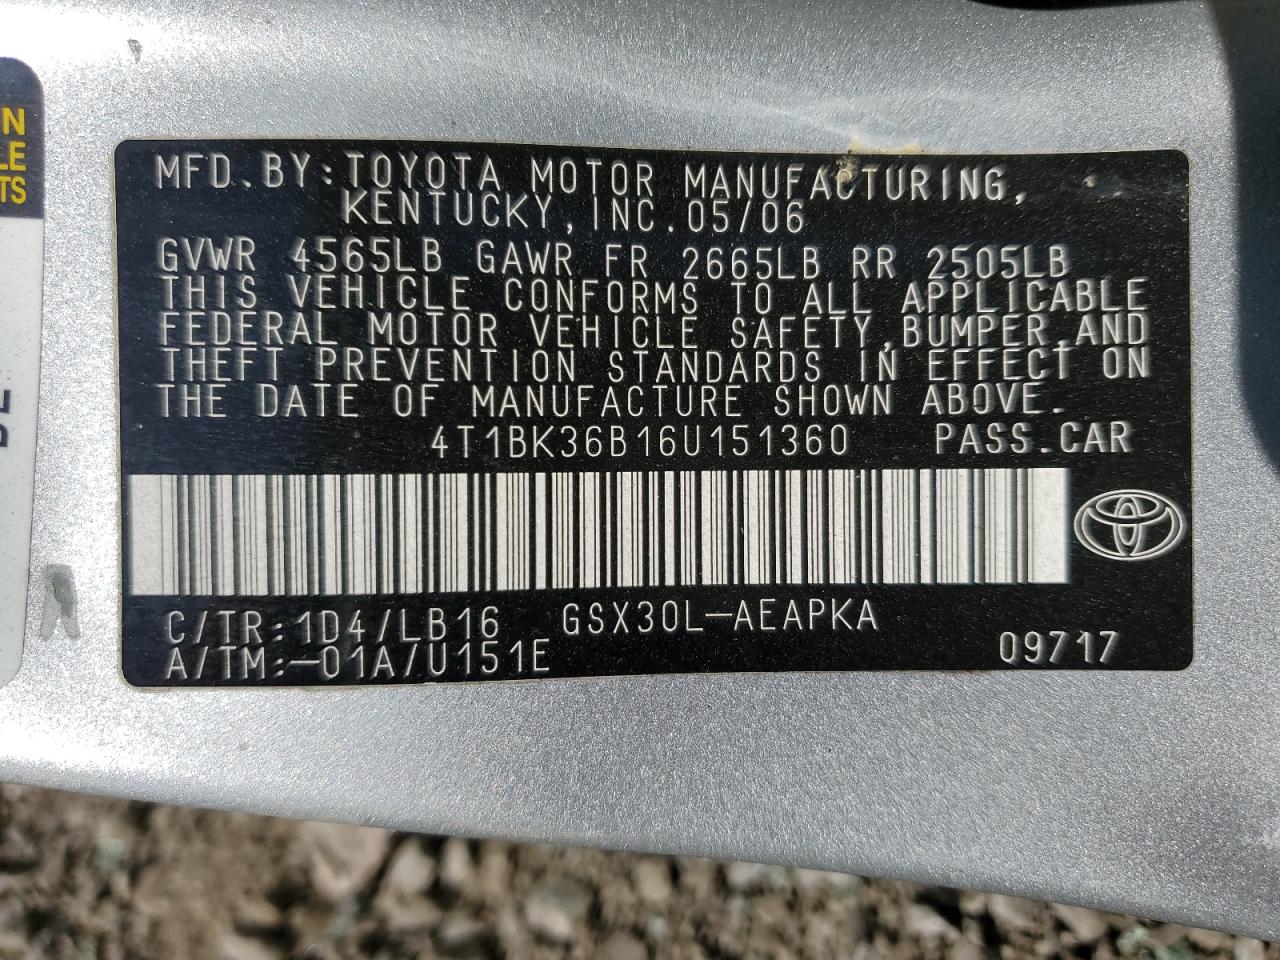 N
LE
TS
MFD.BY:TOYOTA MOTOR MANUFACTURING,
KENTUCKY,INC.05/06
GVWR 4565LB GAWR FR 2665LB RR 2505LB
THIS VEHICLE CONFORMS TO ALL APPLICABLE
FEDERAL MOTOR VEHICLE SAFETY,BUMPER,AND
THEFT PREVENTION STANDARDS IN EFFECT ON
THE DATE OF MANUFACTURE SHOWN ABOVE.
4T1BK36B16U151360 PASS.CAR
C/TR:1D4/LB16 GSX30L-AEAPKA
A/TM:-01A/U151E 09717